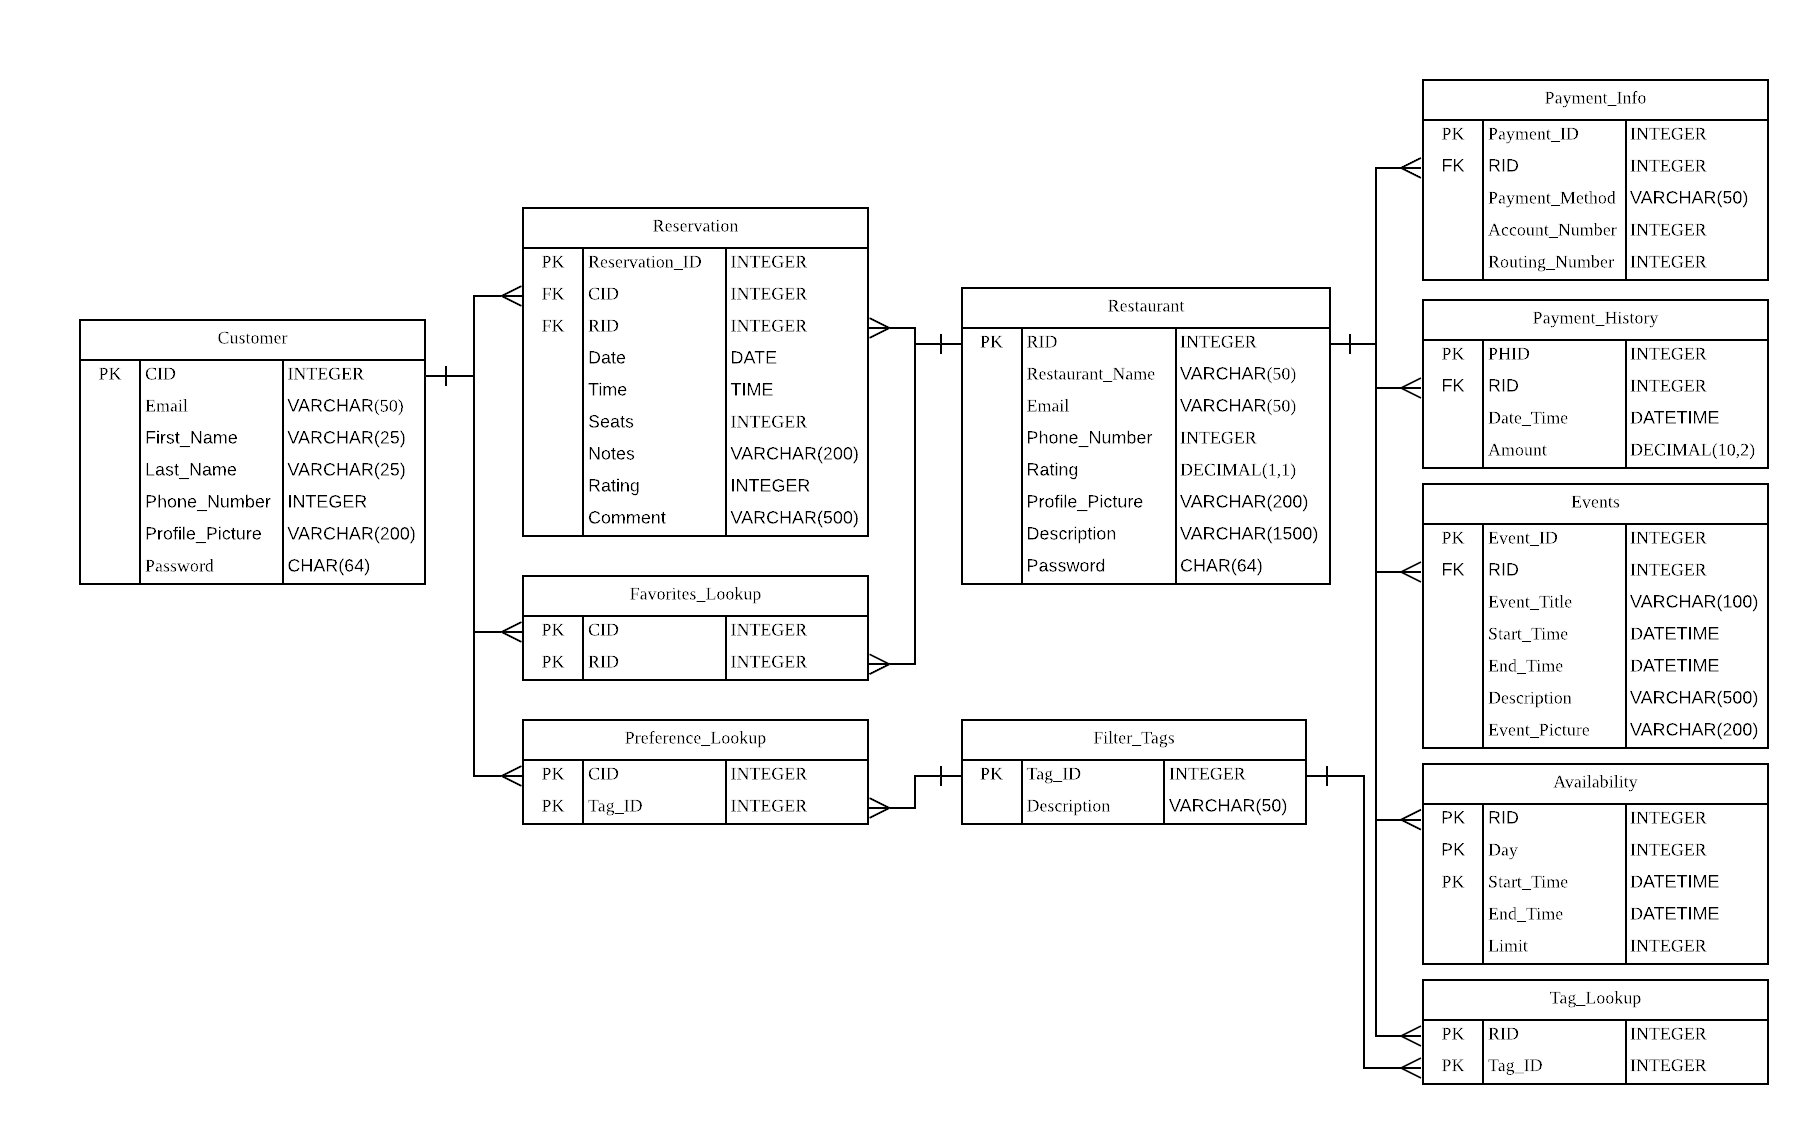 Customer
PK CID INTEGER
Email VARCHAR(50)
First_Name VARCHAR(25)
Last_Name VARCHAR(25)
Phone_Number INTEGER
Profile_Picture VARCHAR(200)
Password CHAR(64)
Reservation
PK Reservation_ID INTEGER
FK CID INTEGER
FK RID INTEGER
Date DATE
Time TIME
Seats INTEGER
Notes VARCHAR(200)
Rating INTEGER
Comment VARCHAR(500)
Favorites_Lookup
PK CID INTEGER
PK RID INTEGER
Preference_Lookup
PK CID INTEGER
PK Tag_ID INTEGER
Restaurant
PK RID INTEGER
Restaurant_Name VARCHAR(50)
Email VARCHAR(50)
Phone_Number INTEGER
Rating DECIMAL(1,1)
Profile_Picture VARCHAR(200)
Description VARCHAR(1500)
Password CHAR(64)
Filter_Tags
PK Tag_ID INTEGER
Description VARCHAR(50)
Payment_Info
PK Payment_ID INTEGER
FK RID INTEGER
Payment_Method VARCHAR(50)
Account_Number INTEGER
Routing_Number INTEGER
Payment_History
PK PHID INTEGER
FK RID INTEGER
Date_Time DATETIME
Amount DECIMAL(10,2)
Events
PK Event_ID INTEGER
FK RID INTEGER
Event_Title VARCHAR(100)
Start_Time DATETIME
End_Time DATETIME
Description VARCHAR(500)
Event_Picture VARCHAR(200)
Availability
PK RID INTEGER
PK Day INTEGER
PK Start_Time DATETIME
End_Time DATETIME
Limit INTEGER
Tag_Lookup
PK RID INTEGER
PK Tag_ID INTEGER